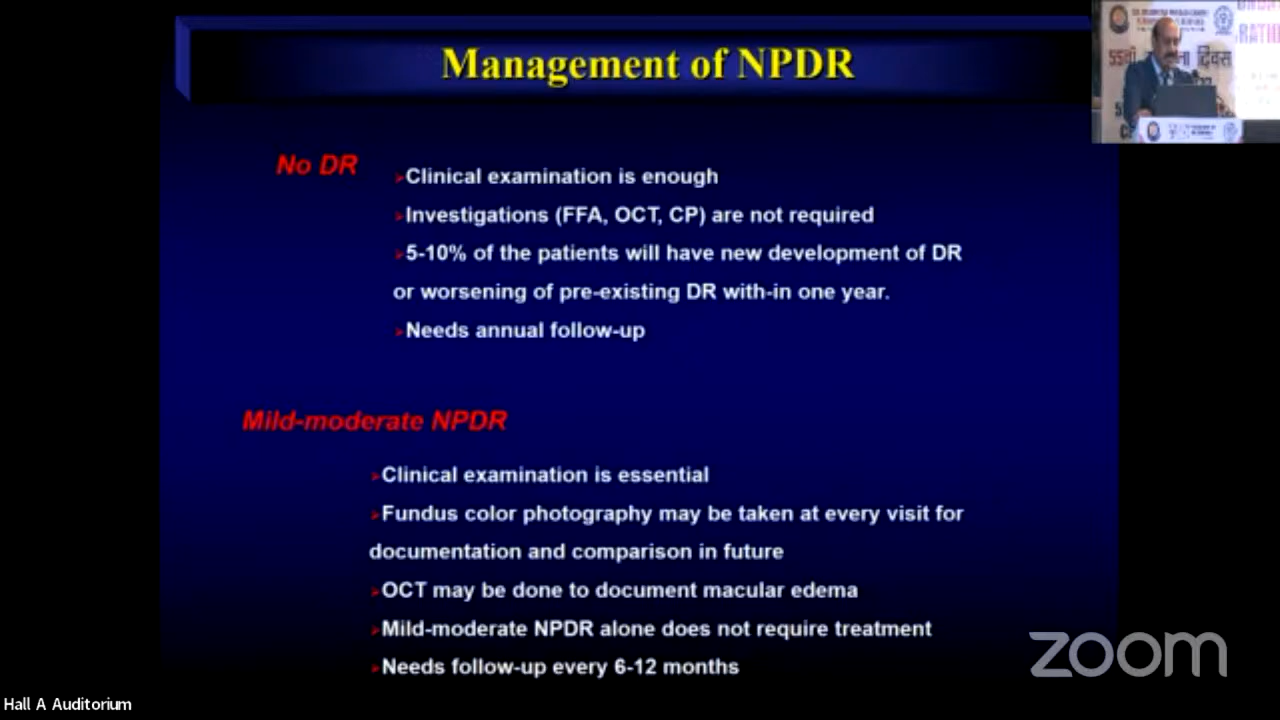 Management of NPDR
No DR
➢Clinical examination is enough
➢Investigations (FFA, OCT, CP) are not required
➢5-10% of the patients will have new development of DR
or worsening of pre-existing DR with-in one year.
➢Needs annual follow-up
Mild-moderate NPDR
➢Clinical examination is essential
➢Fundus color photography may be taken at every visit for
documentation and comparison in future
➢OCT may be done to document macular edema
➢Mild-moderate NPDR alone does not require treatment
➢Needs follow-up every 6-12 months
zoom
Hall A Auditorium
55वाँ
दिवस